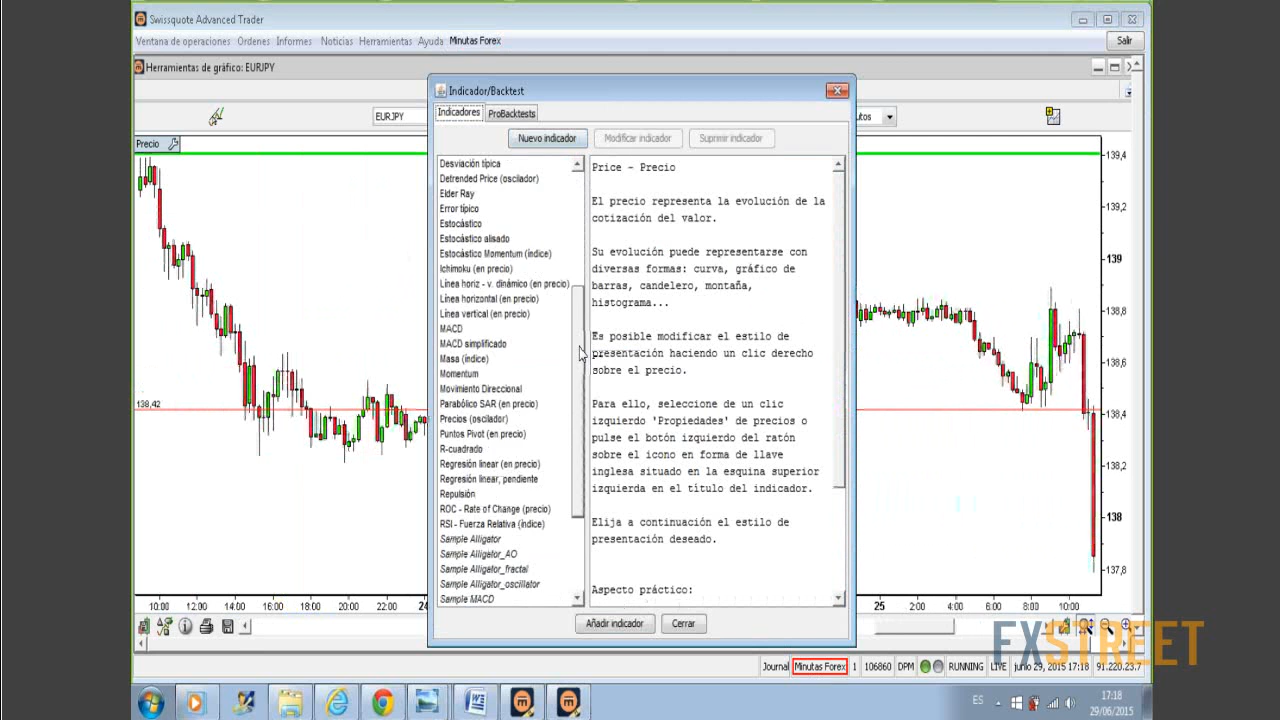 Swissquote Advanced Trader
Ventana de operaciones Ordenes Informes Noticias Herramientas Ayuda Minutas Forex Salir
Herramientas de gráfico: EURJPY
Indicador/Backtest
Indicadores ProBacktests
EURJPY
Nuevo indicador Modificar indicador Suprimir indicador
Precio
Desviación típica
Detrended Price (oscilador)
Elder Ray
Error típico
Estocástico
Estocástico alisado
Estocástico Momentum (índice)
Ichimoku (en precio)
Línea horiz - v. dinámico (en precio)
Línea horizontal (en precio)
Línea vertical (en precio)
MACD
MACD simplificado
Masa (índice)
Momentum
Movimiento Direccional
Parabólico SAR (en precio)
Precios (oscilador)
Puntos Pivot (en precio)
R-cuadrado
Regresión linear (en precio)
Regresión linear, pendiente
Repulsión
ROC - Rate of Change (precio)
RSI - Fuerza Relativa (índice)
Sample Alligator
Sample Alligator_AO
Sample Alligator_fractal
Sample Alligator_oscillator
Sample MACD
Price - Precio
El precio representa la evolución de la
cotización del valor.
Su evolución puede representarse con
diversas formas: curva, gráfico de
barras, candelero, montaña,
histograma...
Es posible modificar el estilo de
presentación haciendo un clic derecho
sobre el precio.
Para ello, seleccione de un clic
izquierdo 'Propiedades' de precios o
pulse el botón izquierdo del ratón
sobre el icono en forma de llave
inglesa situado en la esquina superior
izquierda en el título del indicador.
Elija a continuación el estilo de
presentación deseado.
Aspecto práctico:
Añadir indicador Cerrar
138,42
139,4
139,2
139
138,8
138,6
138,4
138,2
138
137,8
10:00 12:00 14:00 16:00 18:00 20:00 22:00 24
25 2:00 4:00 6:00 8:00 10:00
FXSTREET
Journal Minutas Forex 1 106860 DPM RUNNING LIVE junio 29, 2015 17:18 91.220.23.7
ES
17:18
29/06/2015